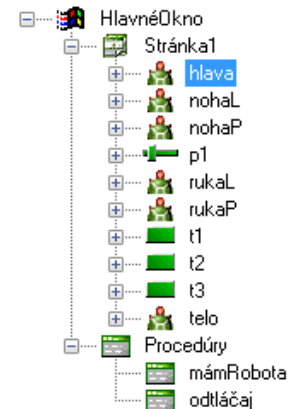 HlavnéOkno
Stránka1
hlava
nohaL
nohaP
p1
rukaL
rukaP
t1
t2
t3
telo
Procedúry
mámRobota
odtláčaj